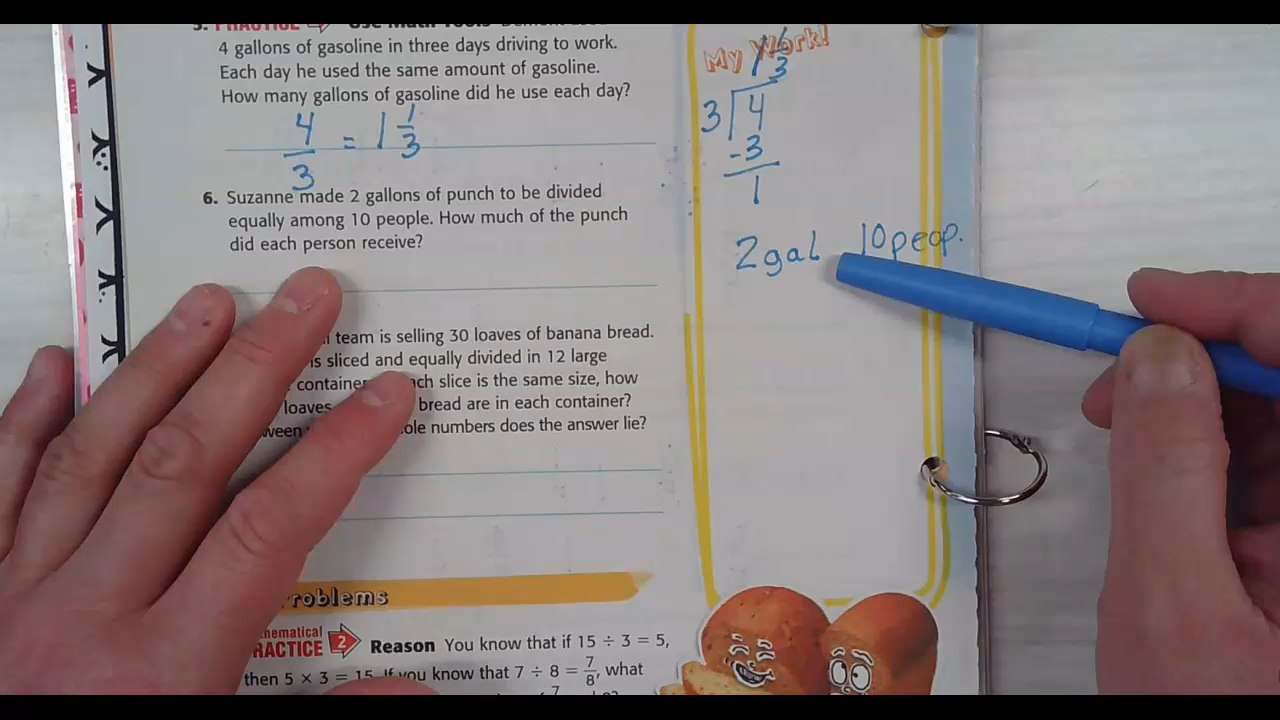 4 gallons of gasoline in three days driving to work.
Each day he used the same amount of gasoline.
How many gallons of gasoline did he use each day?
4/3 = 1 1/3
6. Suzanne made 2 gallons of punch to be divided
equally among 10 people. How much of the punch
did each person receive?
team is selling 30 loaves of banana bread.
is sliced and equally divided in 12 large
slice is the same size, how
loaves bread are in each container?
numbers does the answer lie?
Reason You know that if 15 ÷ 3 = 5,
then 5 × 3 = 15. If you know that 7 ÷ 8 = 7/8, what
My Work!
1 1/3
3 4
-3
1
2gal 10peop.